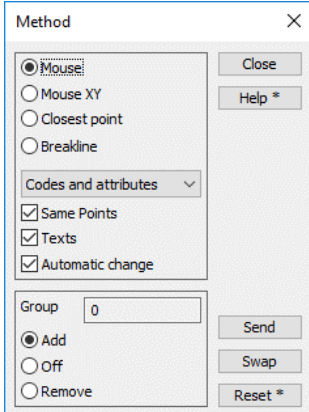 Method
Mouse
Close
Mouse XY
Help *
Closest point
Breakline
Codes and attributes
Same Points
Texts
Automatic change
Group 0
Send
Add
Off
Swap
Remove
Reset *